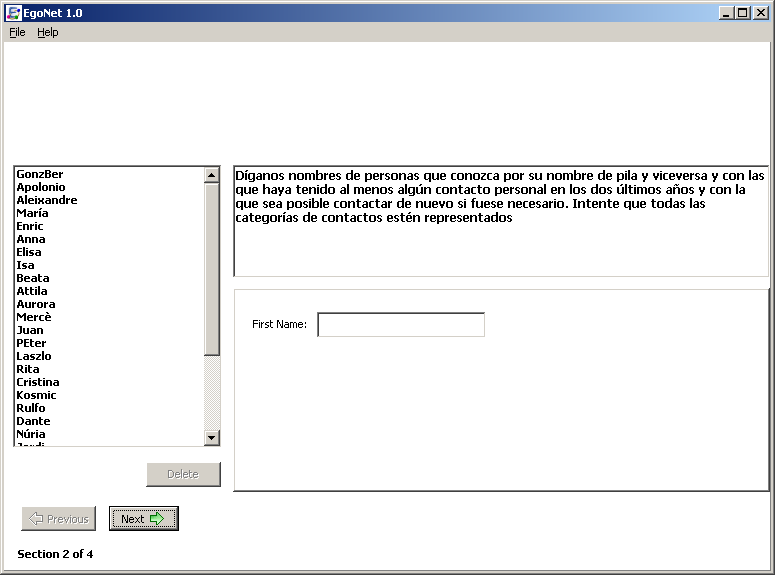 EgoNet 1.0
File Help
GonzBer
Apolonio
Aleixandre
María
Enric
Anna
Elisa
Isa
Beata
Attila
Aurora
Mercè
Juan
PEter
Laszlo
Rita
Cristina
Kosmic
Rulfo
Dante
Núria
Jordi
Díganos nombres de personas que conozca por su nombre de pila y viceversa y con las
que haya tenido al menos algún contacto personal en los dos últimos años y con la
que sea posible contactar de nuevo si fuese necesario. Intente que todas las
categorías de contactos estén representados
First Name:
Delete
Previous Next
Section 2 of 4